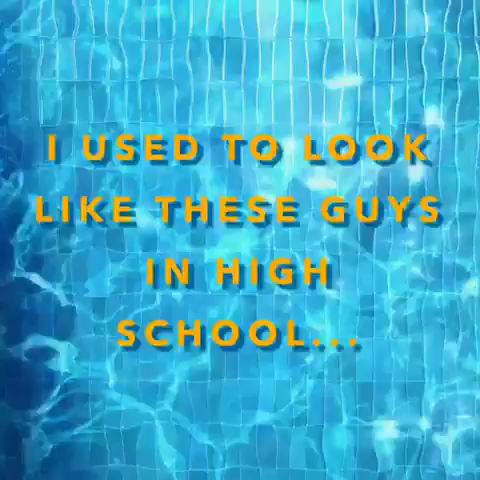 I USED TO LOOK
LIKE THESE GUYS
IN HIGH
SCHOOL...